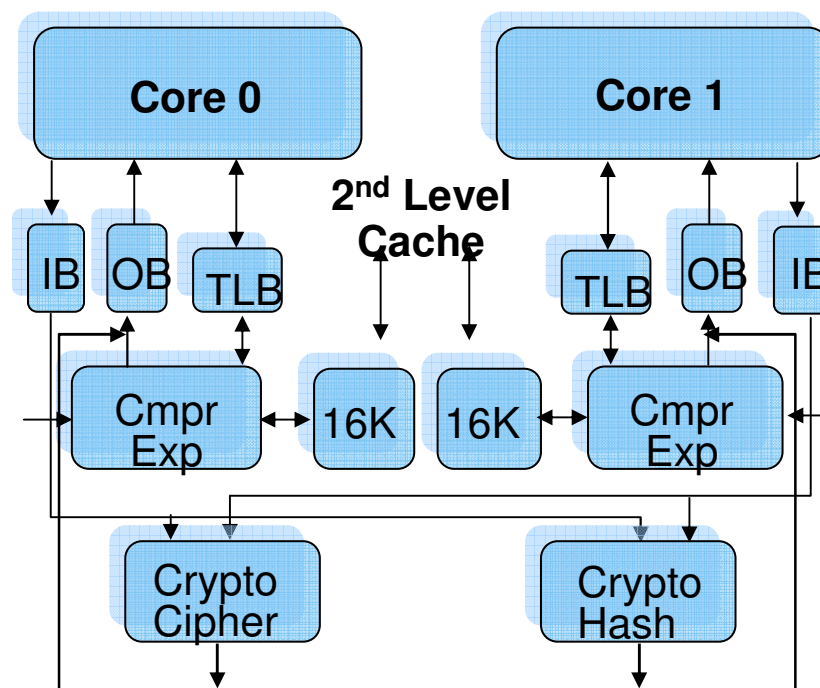 Core 0
Core 1
2nd Level
Cache
IB
OB
TLB
TLB
OB
IB
Cmpr
Exp
16K
16K
Cmpr
Exp
Crypto
Cipher
Crypto
Hash